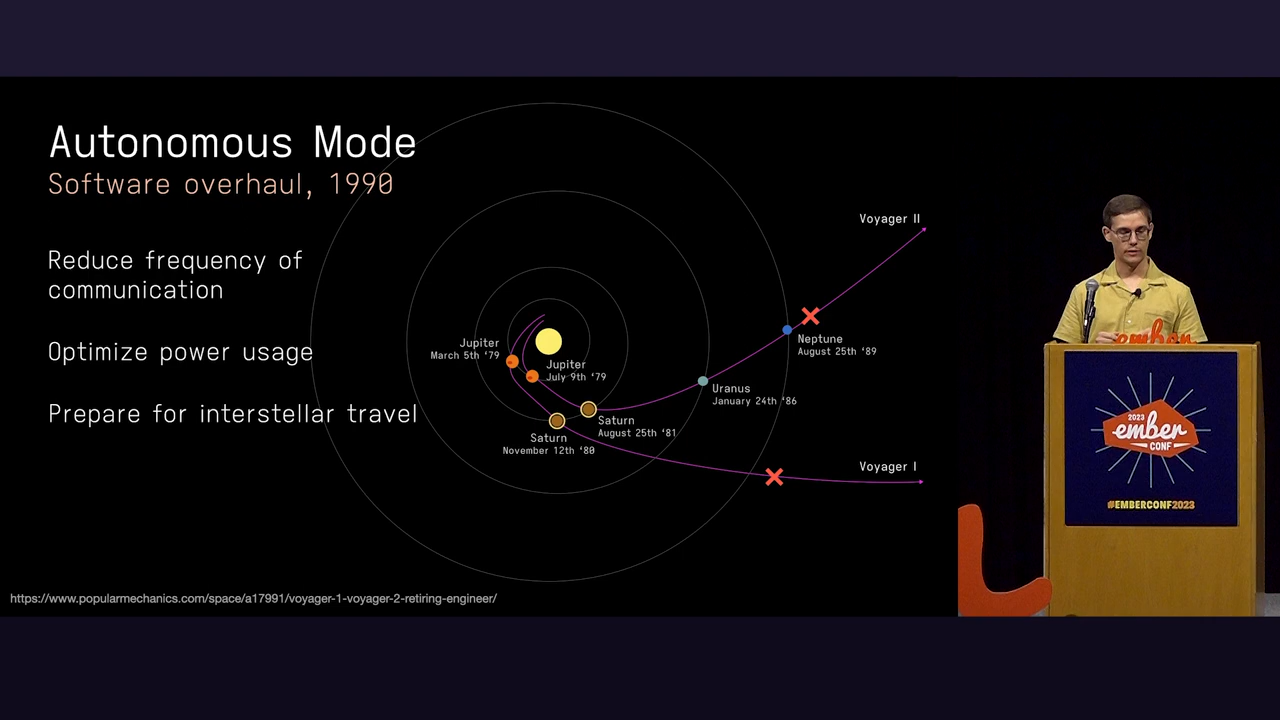 Autonomous Mode
Software overhaul, 1990
Reduce frequency of
communication
Optimize power usage
Prepare for interstellar travel
Voyager II
Neptune
August 25th ‘89
Jupiter
March 5th ‘79
Jupiter
July 9th ‘79
Uranus
January 24th ‘86
Saturn
August 25th ‘81
Saturn
November 12th ‘80
Voyager I
https://www.popularmechanics.com/space/a17991/voyager-1-voyager-2-retiring-engineer/
ember
2023
ember
CONF
#EMBERCONF2023